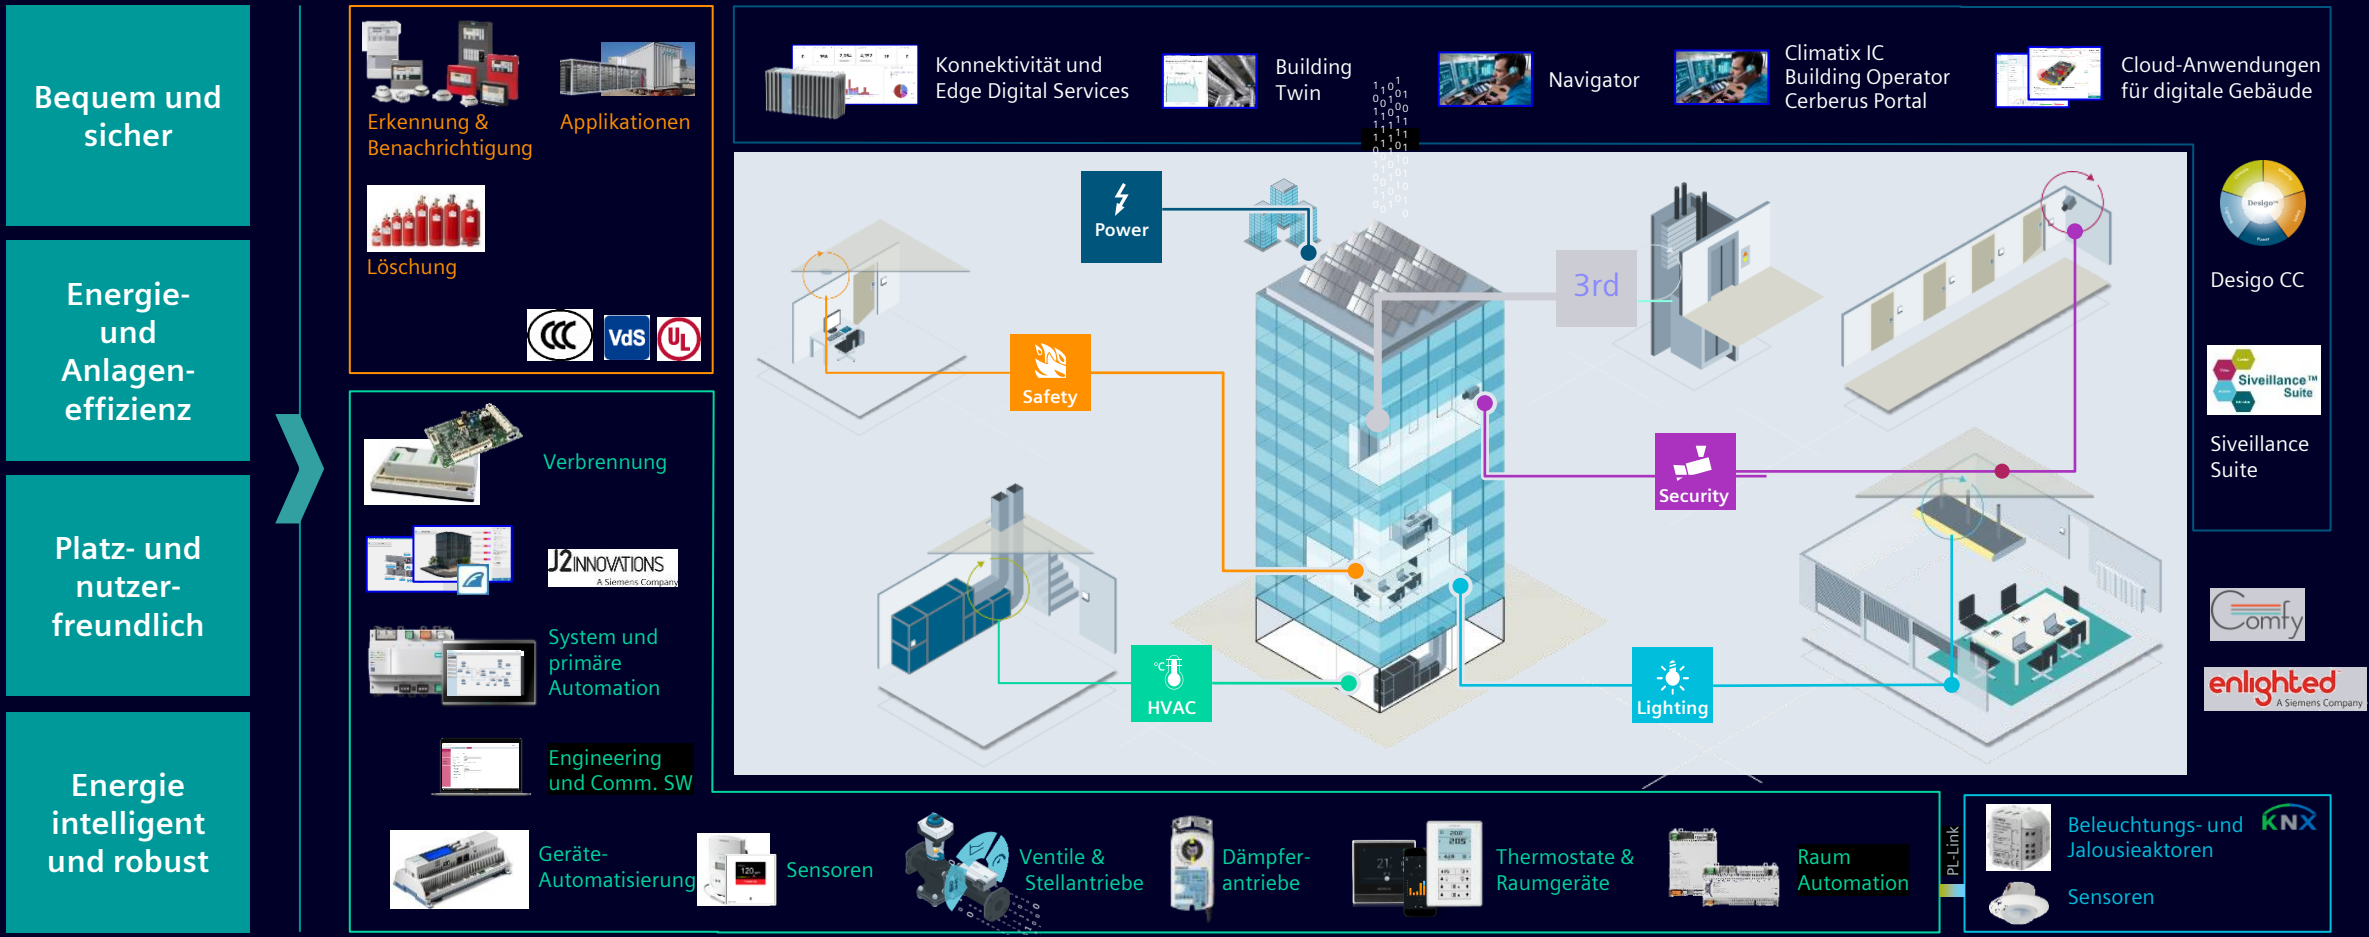 Bequem und
sicher
Energie-
und
Anlagen-
effizienz
Platz- und
nutzer-
freundlich
Energie
intelligent
und robust
Erkennung &
Benachrichtigung
Applikationen
Löschung
VdS
UL
Verbrennung
J2INNOVATIONS
A Siemens Company
System und
primäre
Automation
Engineering
und Comm. SW
Geräte-
Automatisierung
Sensoren
Ventile &
Stellantriebe
Dämpfer-
antriebe
Thermostate &
Raumgeräte
Raum
Automation
PL-Link
Beleuchtungs- und
Jalousieaktoren
KNX
Sensoren
Konnektivität und
Edge Digital Services
Building
Twin
Navigator
Climatix IC
Building Operator
Cerberus Portal
Cloud-Anwendungen
für digitale Gebäude
Power
3rd
Safety
Security
°C
HVAC
Lighting
Desigo™
Power
Desigo CC
Siveillance™
Suite
Siveillance
Suite
Comfy
enlighted
A Siemens Company